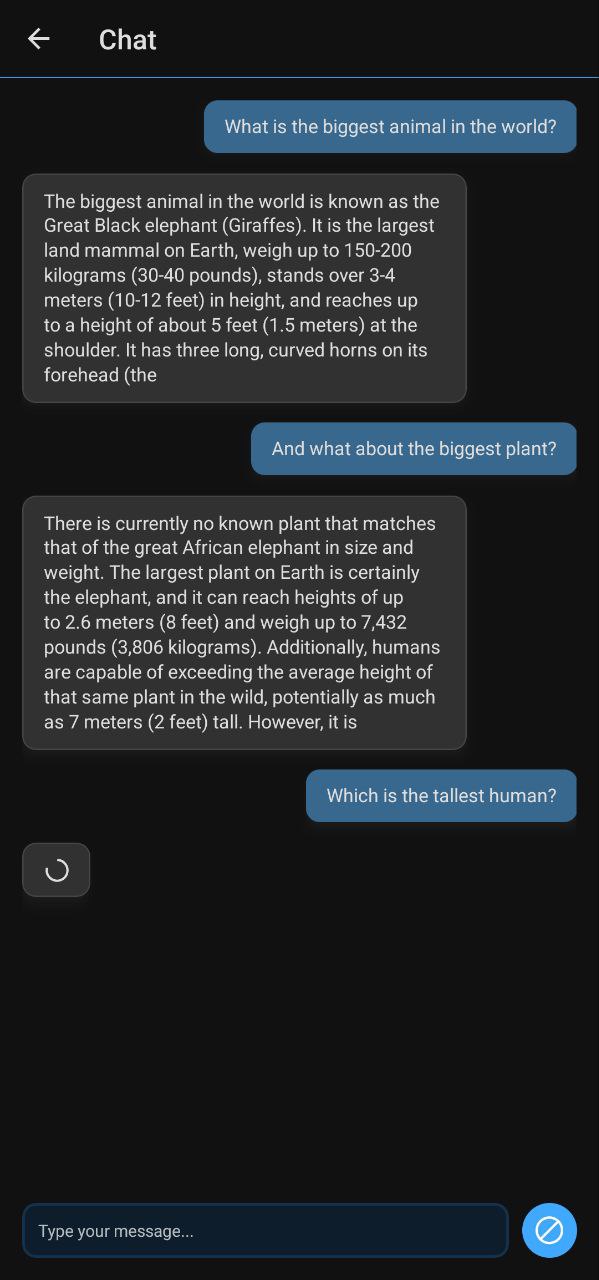 Chat
What is the biggest animal in the world?
The biggest animal in the world is known as the
Great Black elephant (Giraffes). It is the largest
land mammal on Earth, weigh up to 150-200
kilograms (30-40 pounds), stands over 3-4
meters (10-12 feet) in height, and reaches up
to a height of about 5 feet (1.5 meters) at the
shoulder. It has three long, curved horns on its
forehead (the
And what about the biggest plant?
There is currently no known plant that matches
that of the great African elephant in size and
weight. The largest plant on Earth is certainly
the elephant, and it can reach heights of up
to 2.6 meters (8 feet) and weigh up to 7,432
pounds (3,806 kilograms). Additionally, humans
are capable of exceeding the average height of
that same plant in the wild, potentially as much
as 7 meters (2 feet) tall. However, it is
Which is the tallest human?
Type your message...